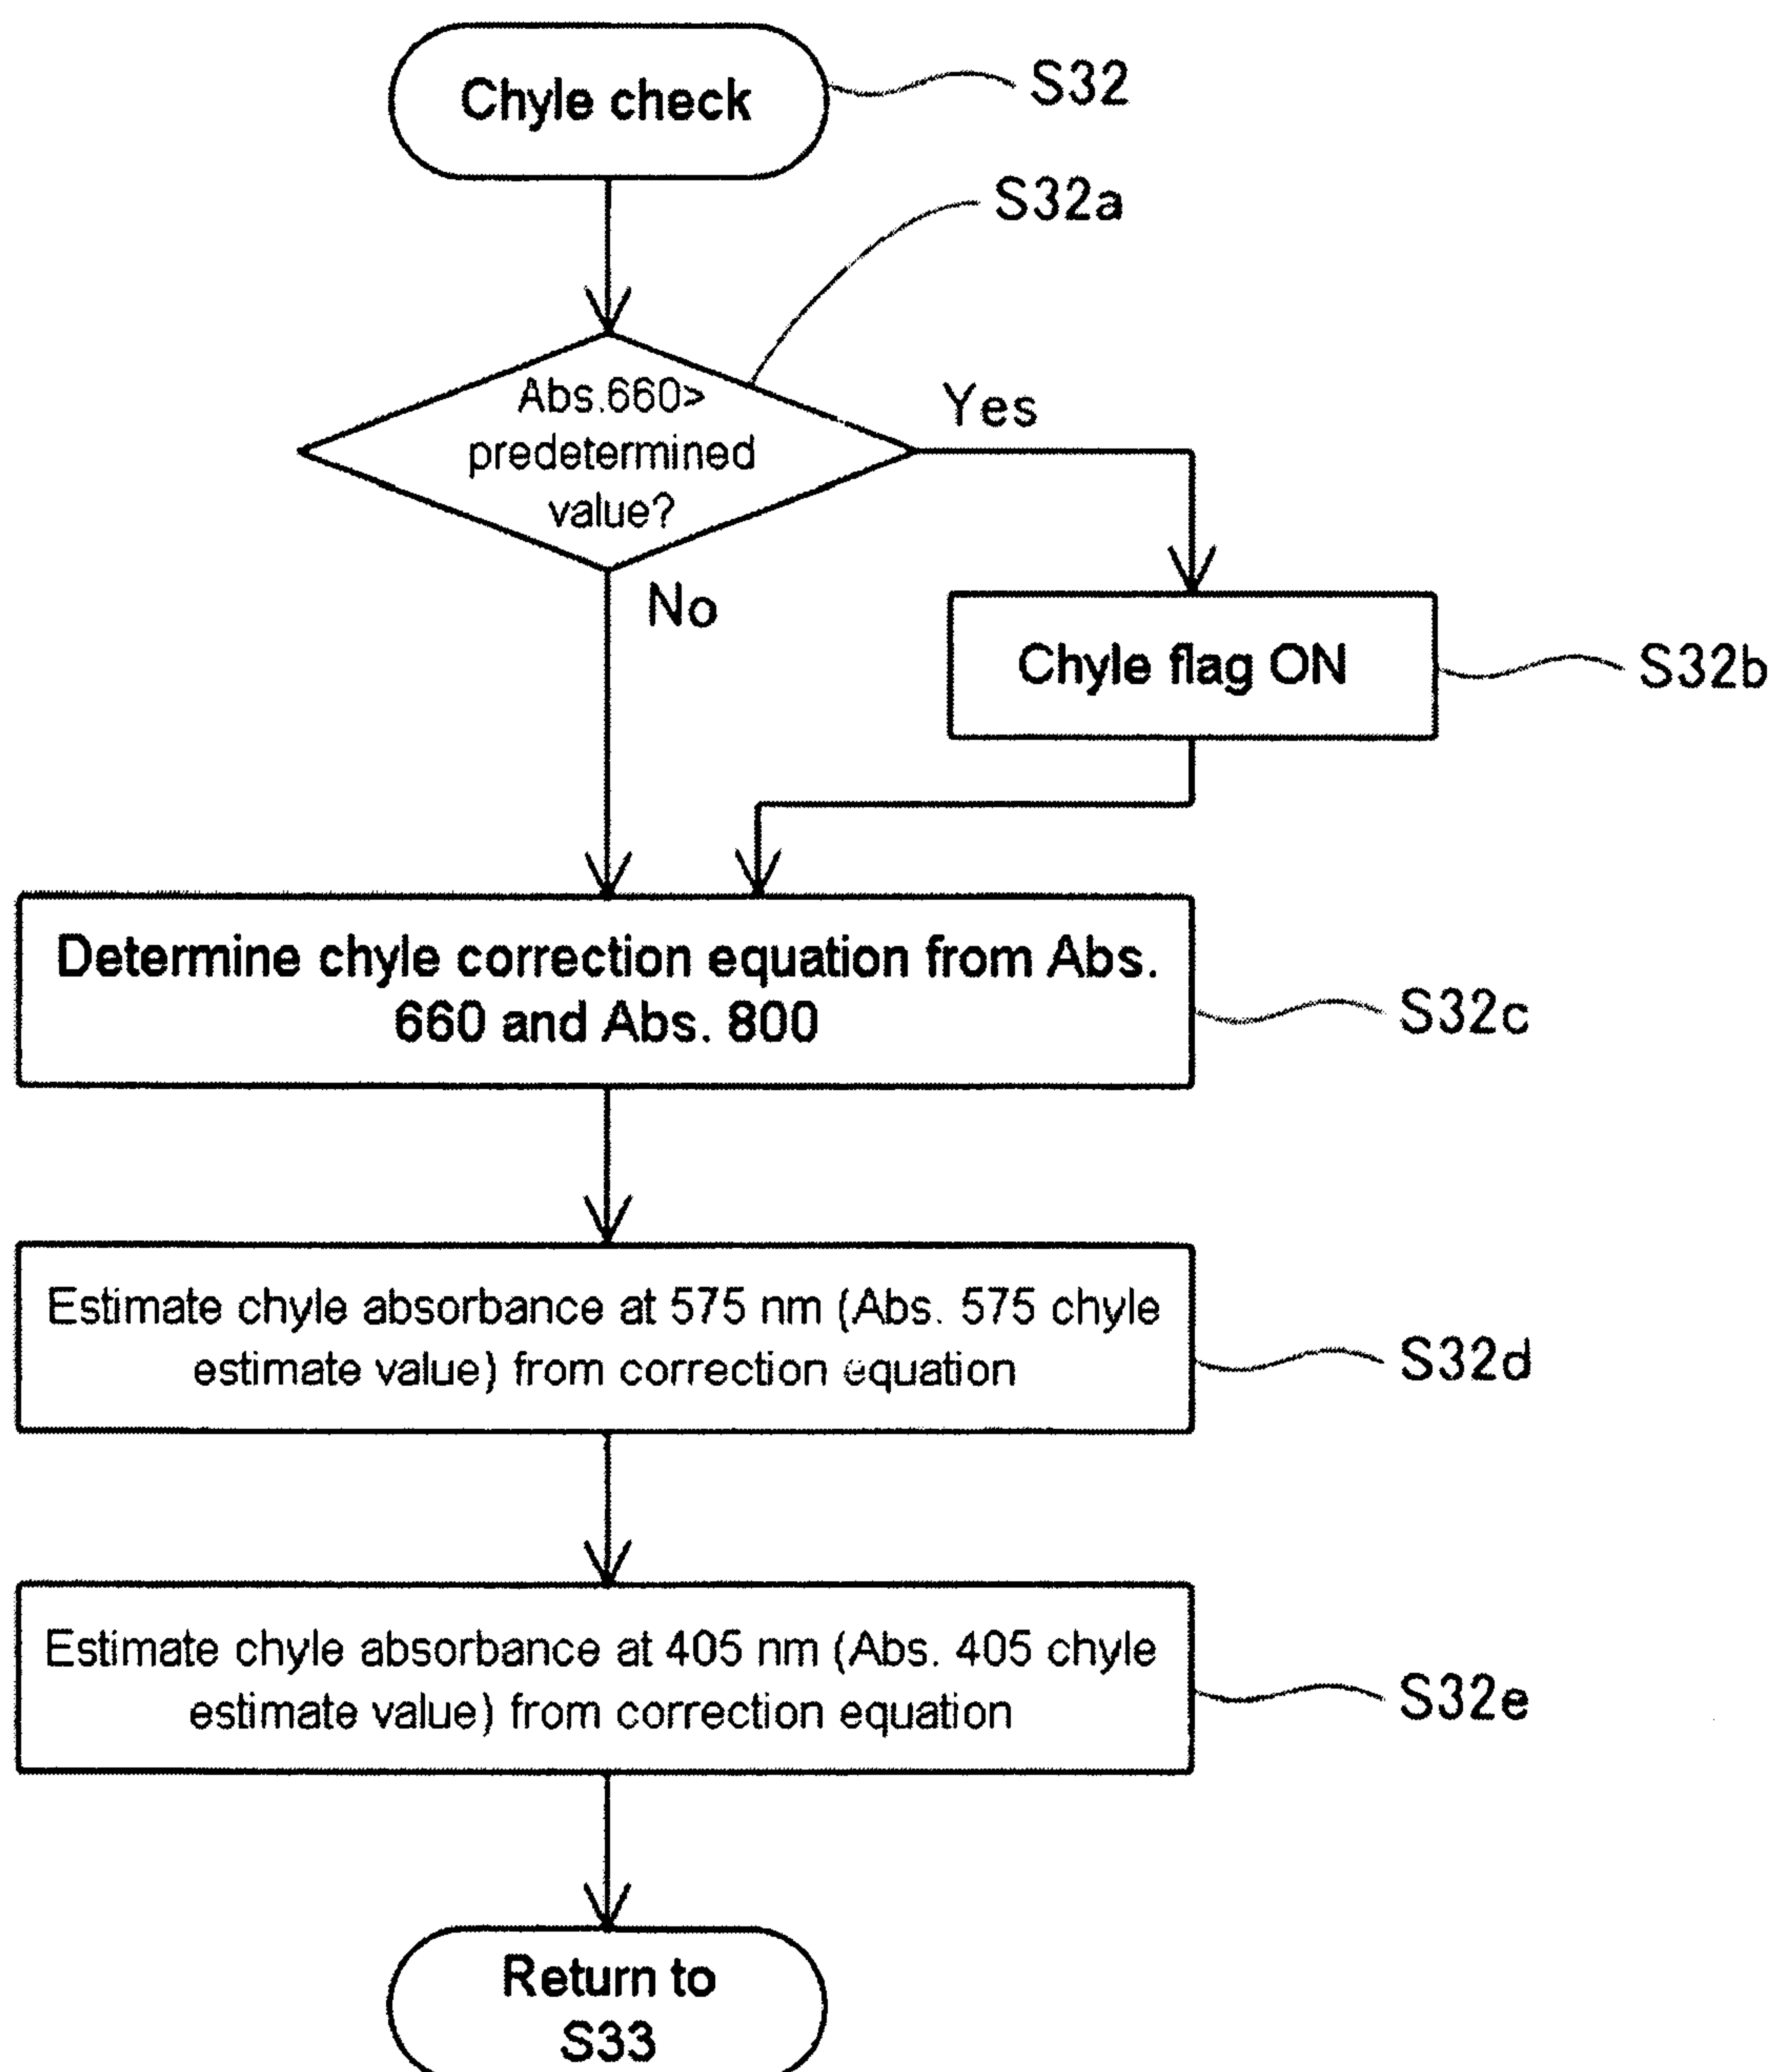 Chyle check
S32
S32a
Abs.660>
predetermined
value?
Yes
No
Chyle flag ON
S32b
Determine chyle correction equation from Abs.
660 and Abs. 800
S32c
Estimate chyle absorbance at 575 nm (Abs. 575 chyle
estimate value) from correction equation
S32d
Estimate chyle absorbance at 405 nm (Abs. 405 chyle
estimate value) from correction equation
S32e
Return to
S33